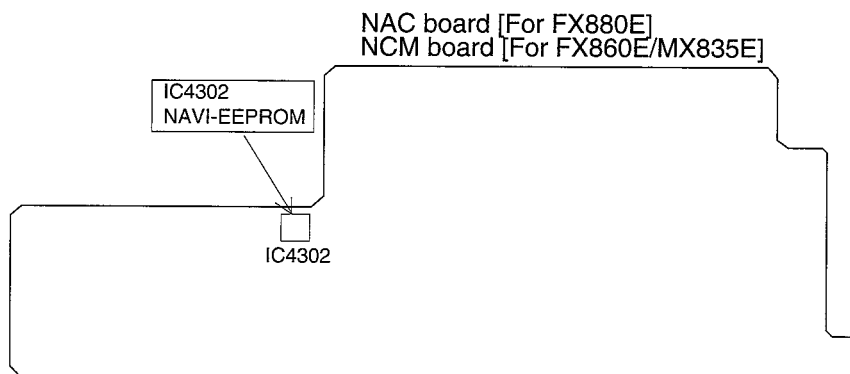 NAC board [For FX880E]
NCM board [For FX860E/MX835E]
IC4302
NAVI-EEPROM
IC4302